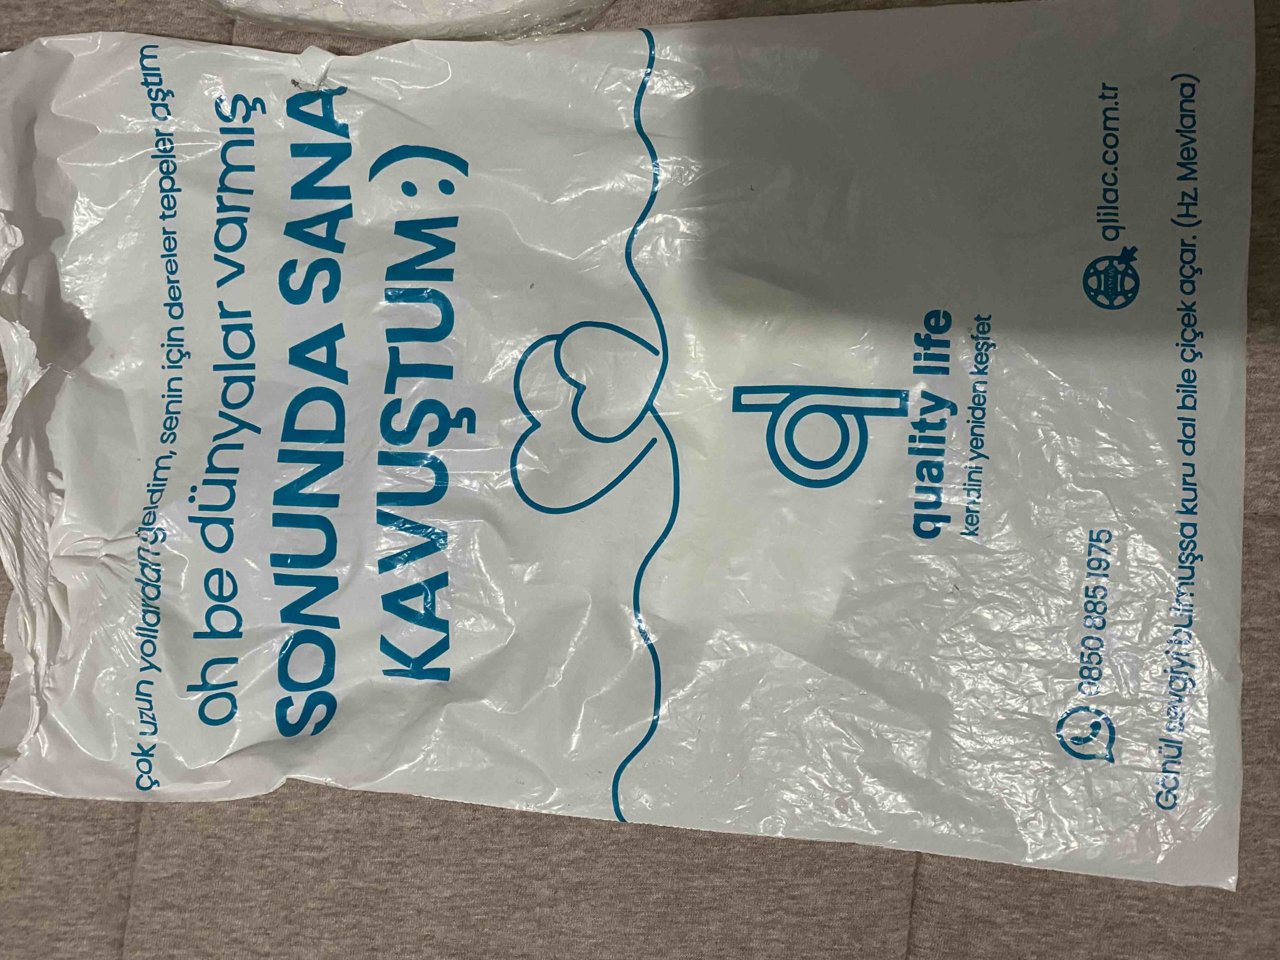 çok uzun yollardan geldim, senin için dereler tepeler aştım
oh be dünyalar varmış
SONUNDA SANA
KAVUŞTUM :)
quality life
kendini yeniden keşfet
0850 885 1975
qlilac.com.tr
Gönül sevgiyi bulmuşsa kuru dal bile çiçek açar. (Hz. Mevlana)